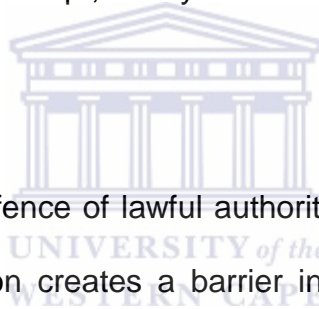 fence of lawful authorit
UNIVERSITY of the
on creates a barrier in
WESTERN CAPE